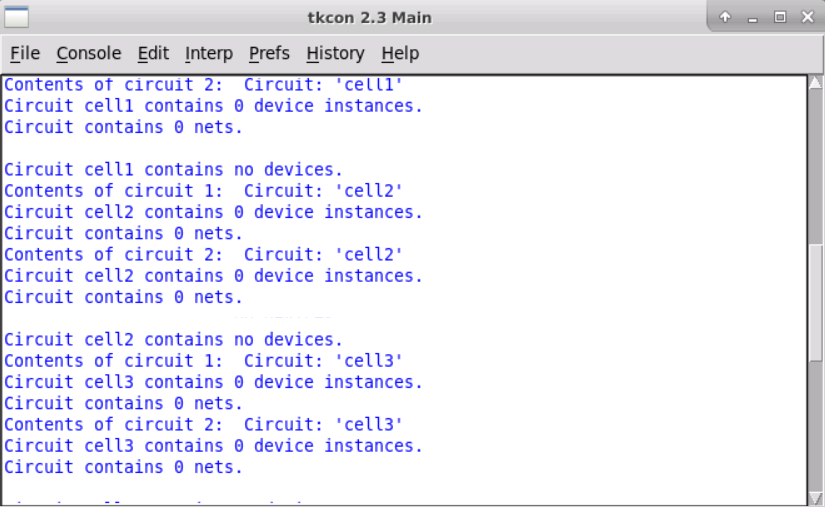 tkcon 2.3 Main
File Console Edit Interp Prefs History Help
Contents of circuit 2:  Circuit: 'cell1'
Circuit cell1 contains 0 device instances.
Circuit contains 0 nets.
Circuit cell1 contains no devices.
Contents of circuit 1:  Circuit: 'cell2'
Circuit cell2 contains 0 device instances.
Circuit contains 0 nets.
Contents of circuit 2:  Circuit: 'cell2'
Circuit cell2 contains 0 device instances.
Circuit contains 0 nets.
Circuit cell2 contains no devices.
Contents of circuit 1:  Circuit: 'cell3'
Circuit cell3 contains 0 device instances.
Circuit contains 0 nets.
Contents of circuit 2:  Circuit: 'cell3'
Circuit cell3 contains 0 device instances.
Circuit contains 0 nets.